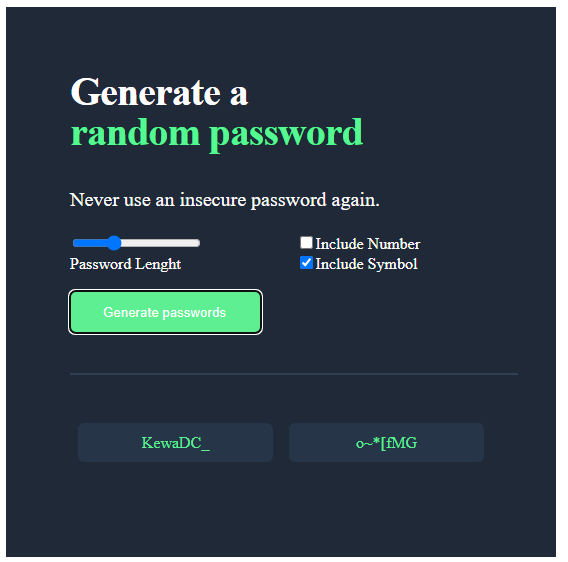 Generate a
random password
Never use an insecure password again.
Password Lenght
Include Number
Include Symbol
Generate passwords
KewaDC_
o~*[fMG